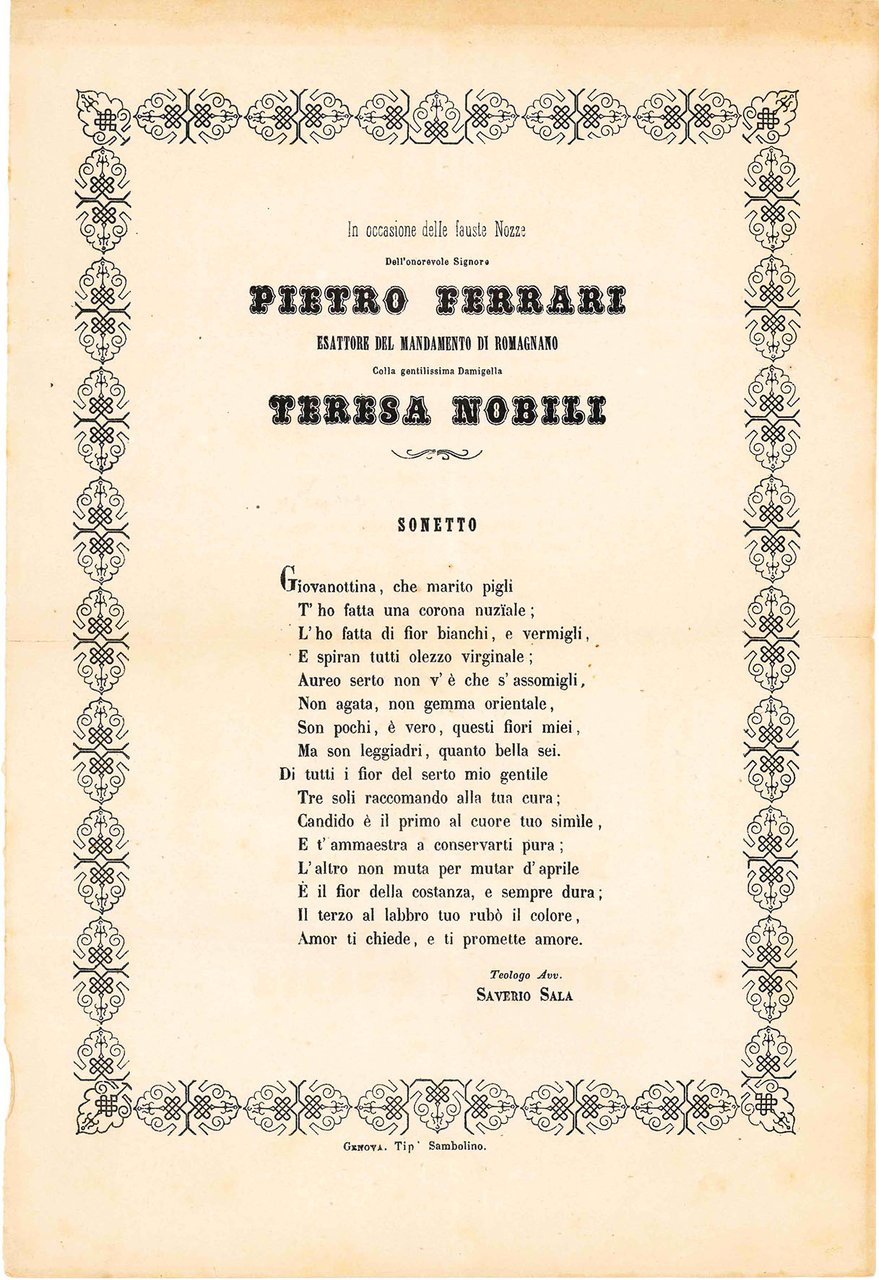 In occasione delle fauste Nozze
Dell'onorevole Signore
PIETRO FERRARI
ESATTORE DEL MANDAMENTO DI ROMAGNANO
Colla gentilissima Damigella
TERESA NOBILI
SONETTO
Giovanottina, che marito pigli
T' ho fatta una corona nuzïale;
L' ho fatta di fior bianchi, e vermigli,
E spiran tutti olezzo virginale;
Aureo serto non v' è che s' assomigli,
Non agata, non gemma orientale,
Son pochi, è vero, questi fiori miei,
Ma son leggiadri, quanto bella sei.
Di tutti i fior del serto mio gentile
Tre soli raccomando alla tua cura;
Candido è il primo al cuore tuo simìle,
E t' ammaestra a conservarti pura;
L' altro non muta per mutar d' aprile
È il fior della costanza, e sempre dura;
Il terzo al labbro tuo rubò il colore,
Amor ti chiede, e ti promette amore.
Teologo Avv.
SAVERIO SALA
GENOVA. Tip' Sambolino.